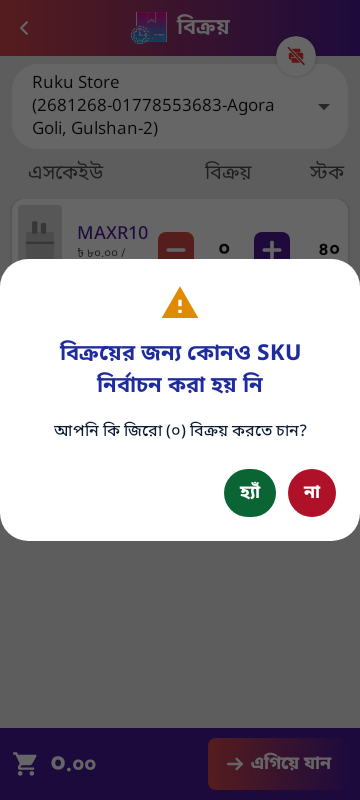 বিক্রয়
Ruku Store
(2681268-01778553683-Agora
Goli, Gulshan-2)
এসকেইউ বিক্রয় স্টক
MAXR10
৳ ৮০.০০ /
০ ৪০
বিক্রয়ের জন্য কোনও SKU
নির্বাচন করা হয় নি
আপনি কি জিরো (০) বিক্রয় করতে চান?
হ্যাঁ না
০.০০ এগিয়ে যান